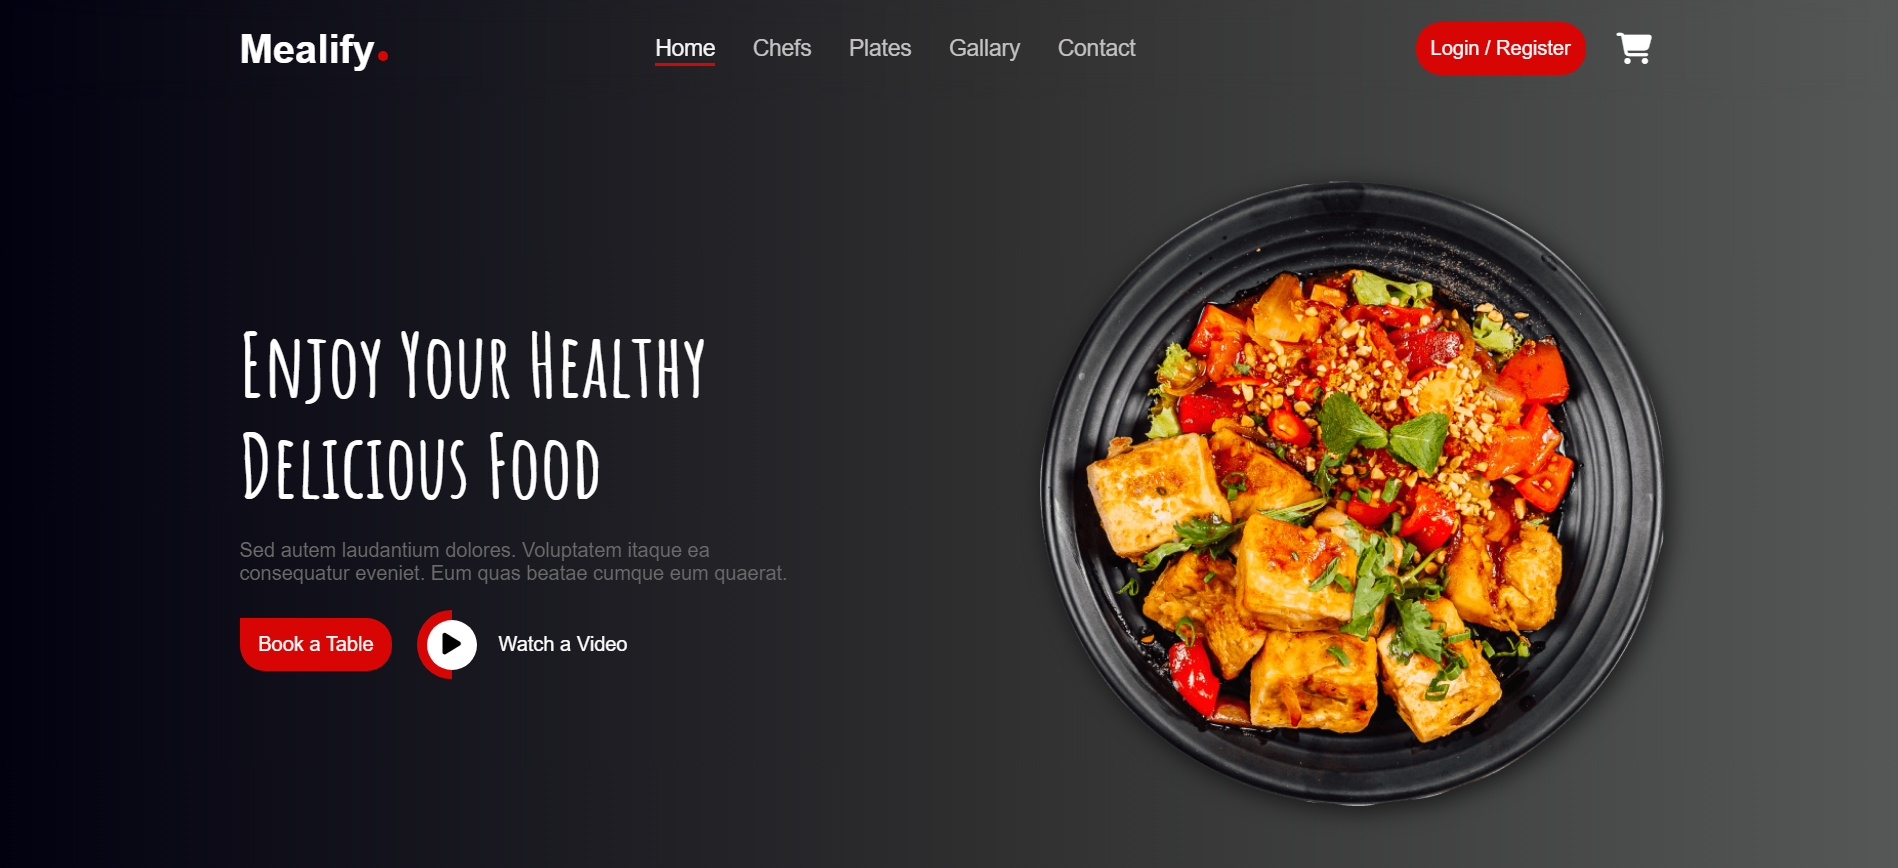 Mealify.
Home
Chefs
Plates
Gallary
Contact
Login / Register
Enjoy Your Healthy
Delicious Food
Sed autem laudantium dolores. Voluptatem itaque ea
consequatur eveniet. Eum quas beatae cumque eum quaerat.
Book a Table
Watch a Video